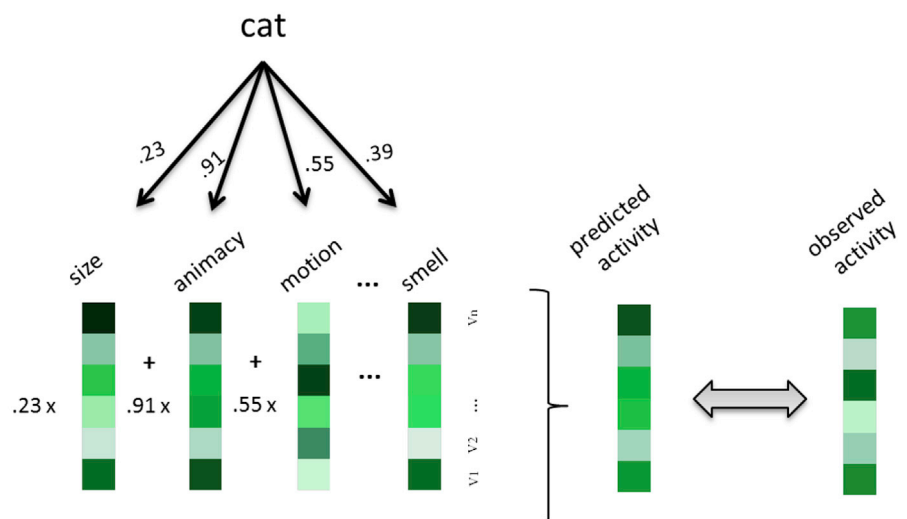 cat
.23
.91
.55
.39
size
animacy
motion
...
smell
predicted
activity
observed
activity
.23 x
+
.91 x
+
.55 x
...
Vn
...
V2
V1